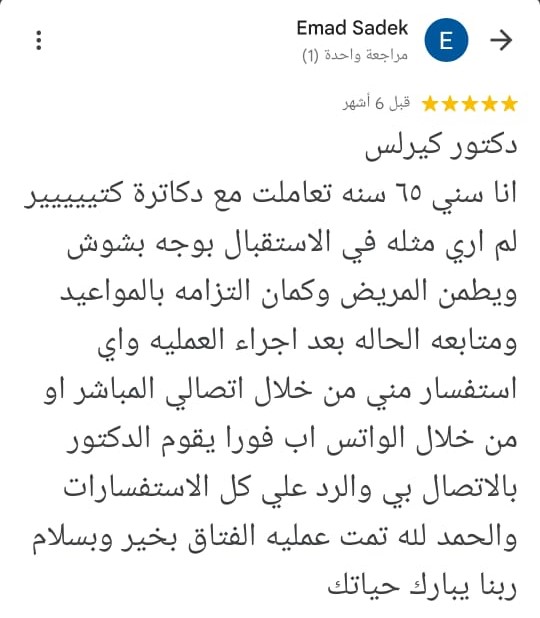 Emad Sadek
E
مراجعة واحدة (1)
قبل 6 أشهر
دكتور كيرلس
انا سني ٦٥ سنه تعاملت مع دكاترة كتيييييير
لم اري مثله في الاستقبال بوجه بشوش
ويطمن المريض وكمان التزامه بالمواعيد
ومتابعه الحاله بعد اجراء العمليه واي
استفسار مني من خلال اتصالي المباشر او
من خلال الواتس اب فورا يقوم الدكتور
بالاتصال بي والرد علي كل الاستفسارات
والحمد لله تمت عمليه الفتاق بخير وبسلام
ربنا يبارك حياتك